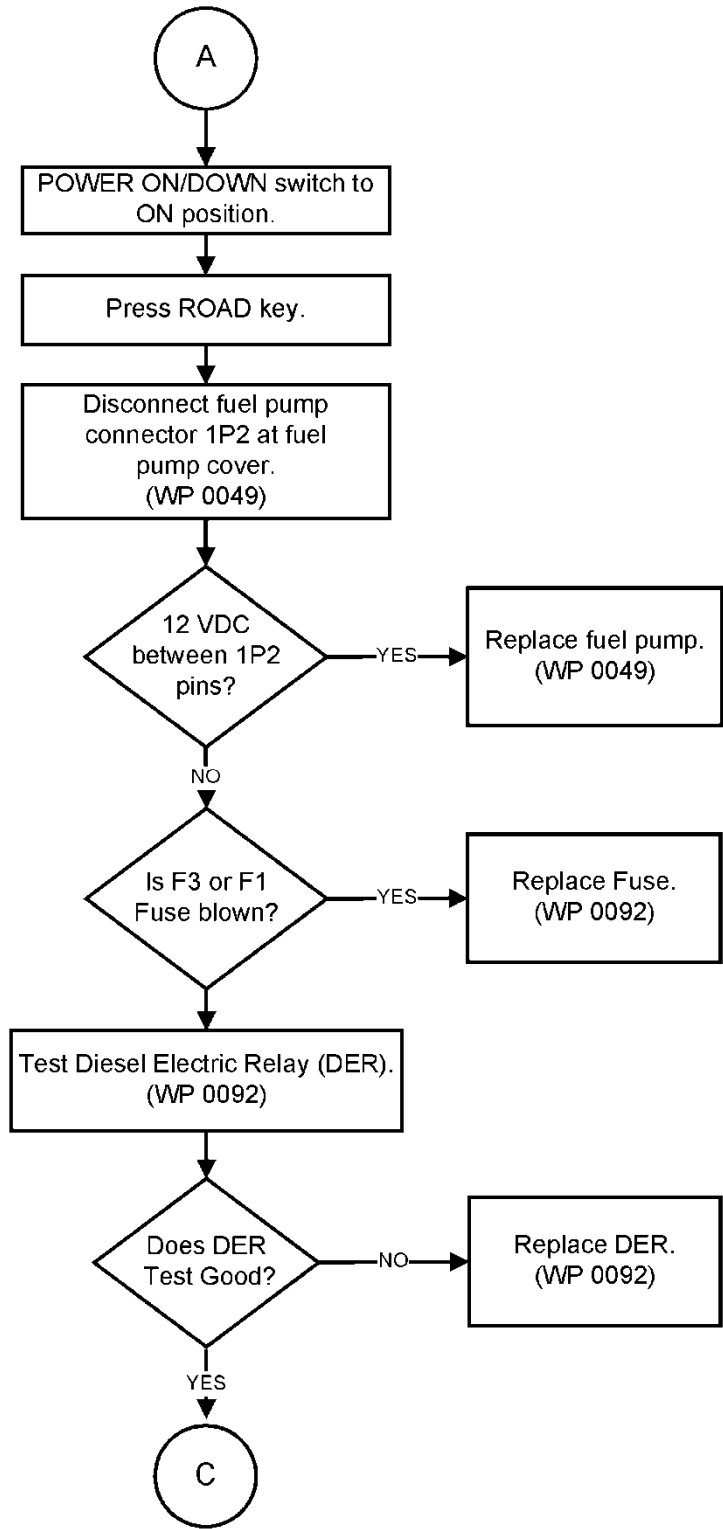 A
POWER ON/DOWN switch to
ON position.
Press ROAD key.
Disconnect fuel pump
connector 1P2 at fuel
pump cover.
(WP 0049)
12 VDC
between 1P2
pins?
YES
Replace fuel pump.
(WP 0049)
NO
Is F3 or F1
Fuse blown?
YES
Replace Fuse.
(WP 0092)
Test Diesel Electric Relay (DER).
(WP 0092)
Does DER
Test Good?
NO
Replace DER.
(WP 0092)
YES
C